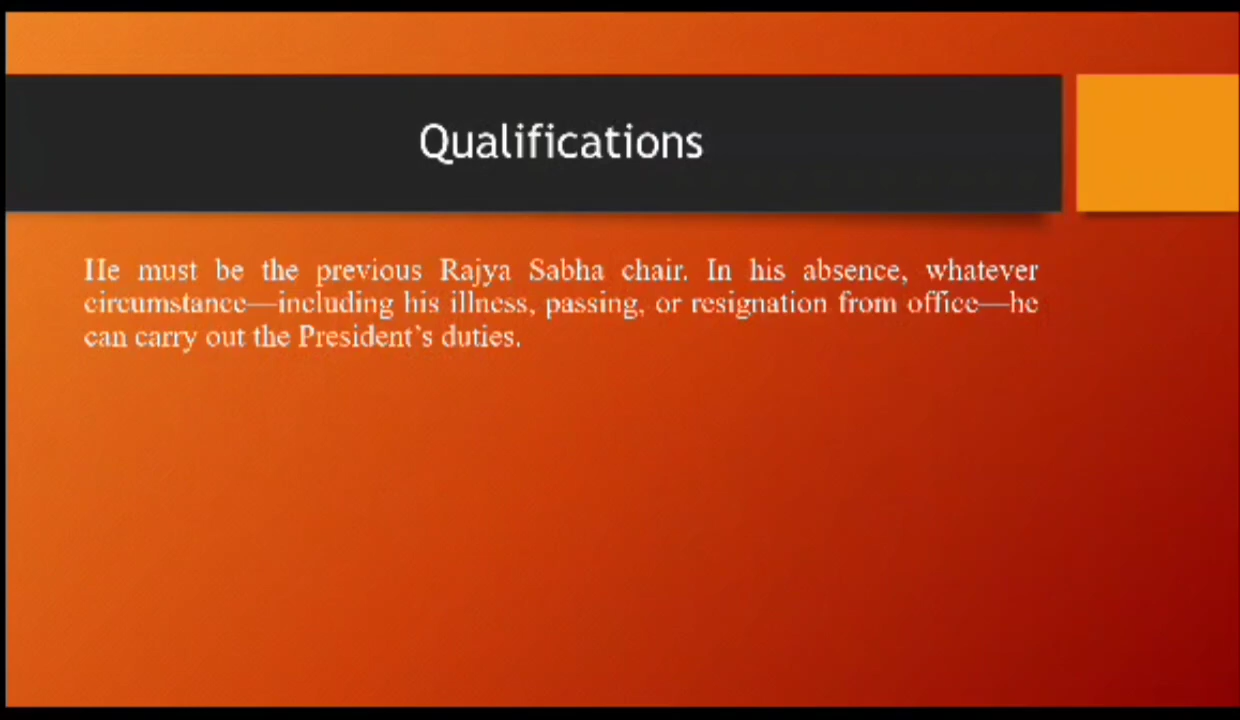 Qualifications
He must be the previous Rajya Sabha chair. In his absence, whatever
circumstance—including his illness, passing, or resignation from office—he
can carry out the President’s duties.